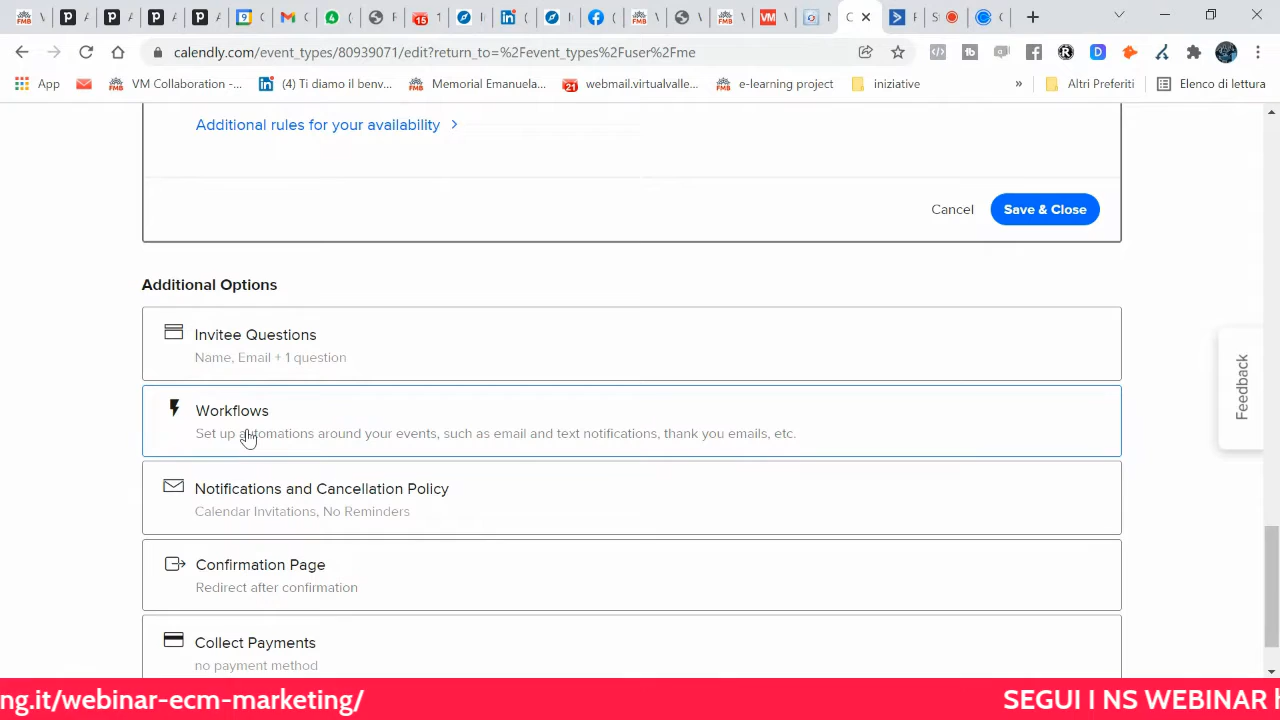 calendly.com/event_types/80939071/edit?return_to=%2Fevent_types%2Fuser%2Fme
App VM Collaboration -... (4) Ti diamo il benv... Memorial Emanuela... webmail.virtualvalle... e-learning project iniziative » Altri Preferiti Elenco di lettura
Additional rules for your availability
Cancel Save & Close
Additional Options
Invitee Questions
Name, Email + 1 question
Workflows
Set up automations around your events, such as email and text notifications, thank you emails, etc.
Notifications and Cancellation Policy
Calendar Invitations, No Reminders
Confirmation Page
Redirect after confirmation
Collect Payments
no payment method
Feedback
ng.it/webinar-ecm-marketing/ SEGUI I NS WEBINAR